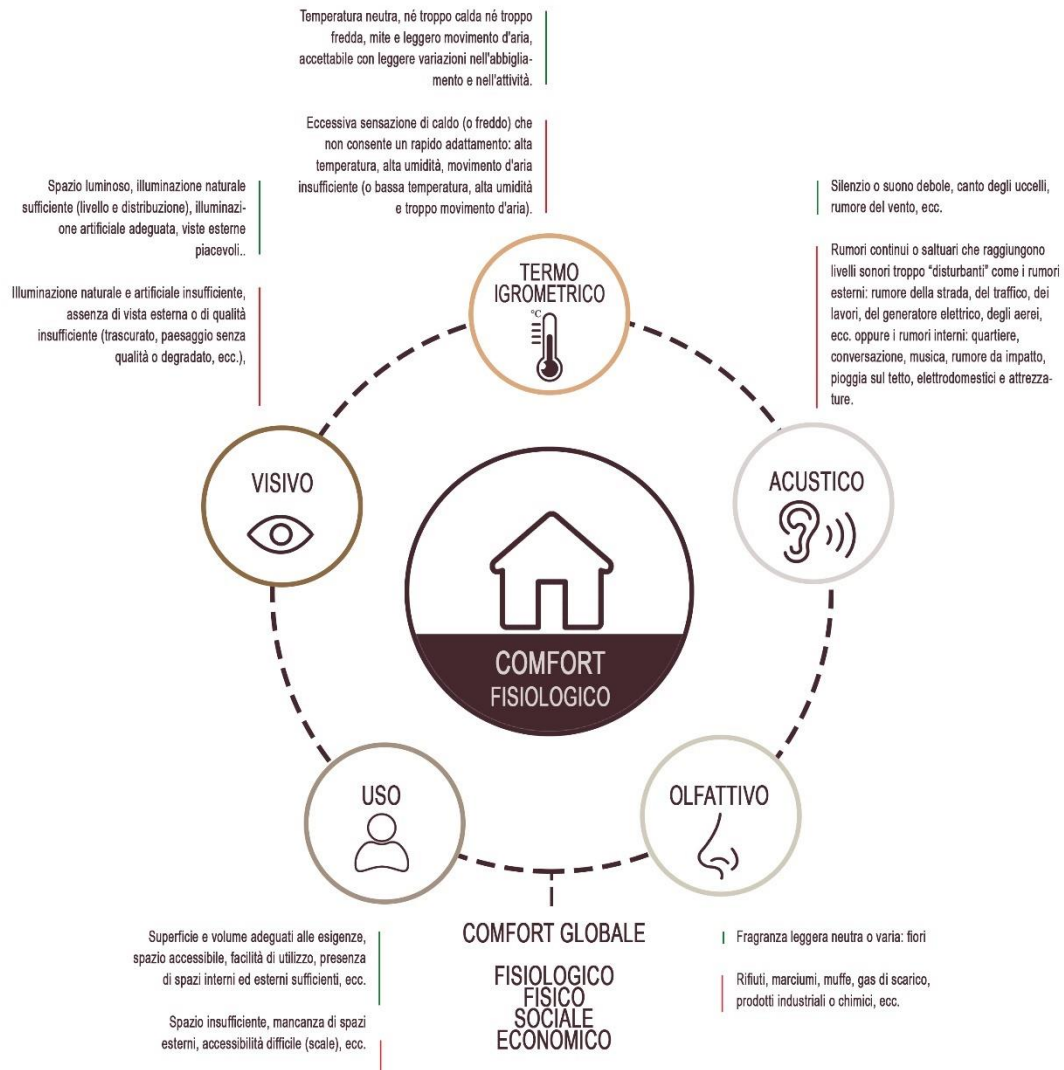 Temperatura neutra, né troppo calda né troppo
fredda, mite e leggero movimento d'aria,
accettabile con leggere variazioni nell'abbiglia-
mento e nell'attività.
Eccessiva sensazione di caldo (o freddo) che
non consente un rapido adattamento: alta
temperatura, alta umidità, movimento d'aria
insufficiente (o bassa temperatura, alta umidità
e troppo movimento d'aria).
Spazio luminoso, illuminazione naturale
sufficiente (livello e distribuzione), illuminazi-
one artificiale adeguata, viste esterne
piacevoli..
Illuminazione naturale e artificiale insufficiente,
assenza di vista esterna o di qualità
insufficiente (trascurato, paesaggio senza
qualità o degradato, ecc.),
Silenzio o suono debole, canto degli uccelli,
rumore del vento, ecc.
Rumori continui o saltuari che raggiungono
livelli sonori troppo “disturbanti” come i rumori
esterni: rumore della strada, del traffico, dei
lavori, del generatore elettrico, degli aerei,
ecc. oppure i rumori interni: quartiere,
conversazione, musica, rumore da impatto,
pioggia sul tetto, elettrodomestici e attrezza-
ture.
TERMO
IGROMETRICO
°C
VISIVO
ACUSTICO
COMFORT
FISIOLOGICO
USO
OLFATTIVO
Superficie e volume adeguati alle esigenze,
spazio accessibile, facilità di utilizzo, presenza
di spazi interni ed esterni sufficienti, ecc.
Spazio insufficiente, mancanza di spazi
esterni, accessibilità difficile (scale), ecc.
COMFORT GLOBALE
FISIOLOGICO
FISICO
SOCIALE
ECONOMICO
Fragranza leggera neutra o varia: fiori
Rifiuti, marciumi, muffe, gas di scarico,
prodotti industriali o chimici, ecc.